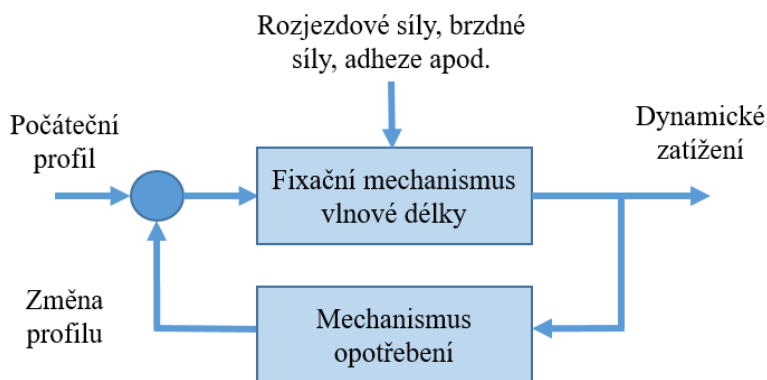 Rozjezdové síly, brzdné
síly, adheze apod.
Počáteční
profil
Dynamické
zatížení
Fixační mechanismus
vlnové délky
Změna
profilu
Mechanismus
opotřebení